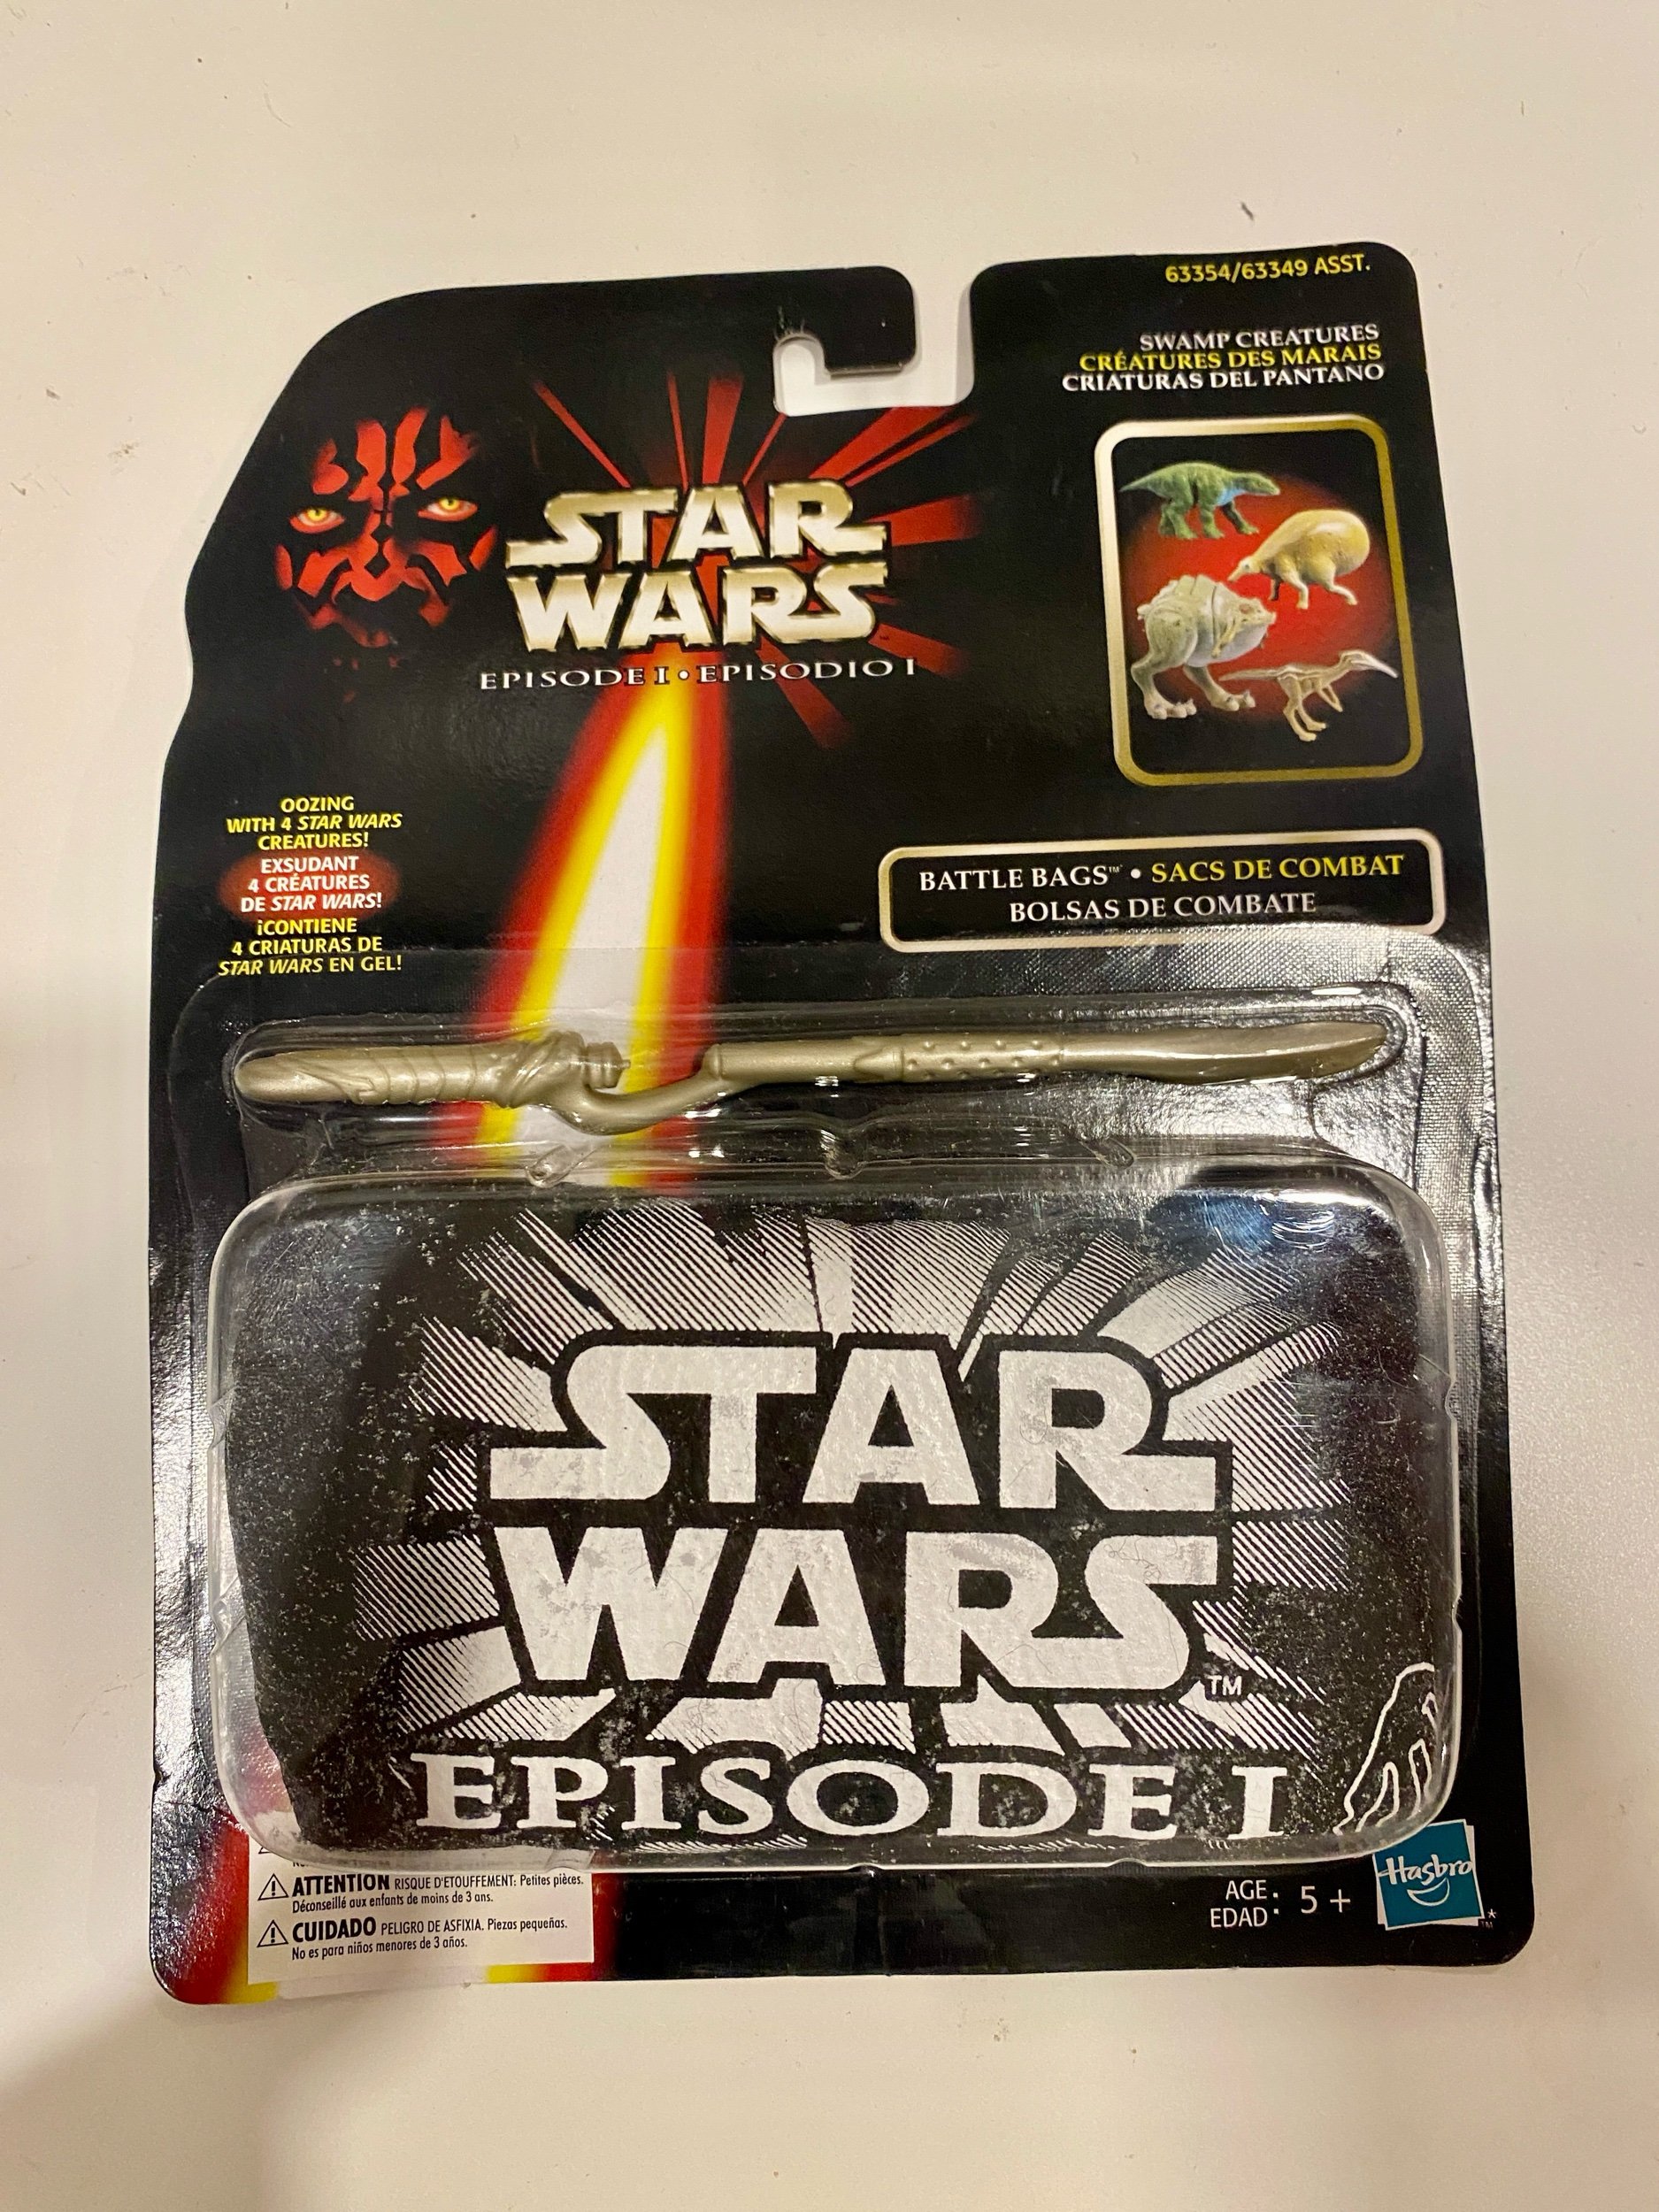 63354/63349 ASST.
SWAMP CREATURES
CRÉATURES DES MARAIS
CRIATURAS DEL PANTANO
STAR
WARS
EPISODE I • EPISODIO I
OOZING
WITH 4 STAR WARS
CREATURES!
EXSUDANT
4 CRÉATURES
DE STAR WARS!
¡CONTIENE
4 CRIATURAS DE
STAR WARS EN GEL!
BATTLE BAGS™ • SACS DE COMBAT
BOLSAS DE COMBATE
STAR
WARS
TM
EPISODE I
ATTENTION RISQUE D'ETOUFFEMENT: Petites pièces.
Déconseillé aux enfants de moins de 3 ans.
CUIDADO PELIGRO DE ASFIXIA. Piezas pequeñas.
No es para niños menores de 3 años.
AGE: 5 +
EDAD:
Hasbro
TM*